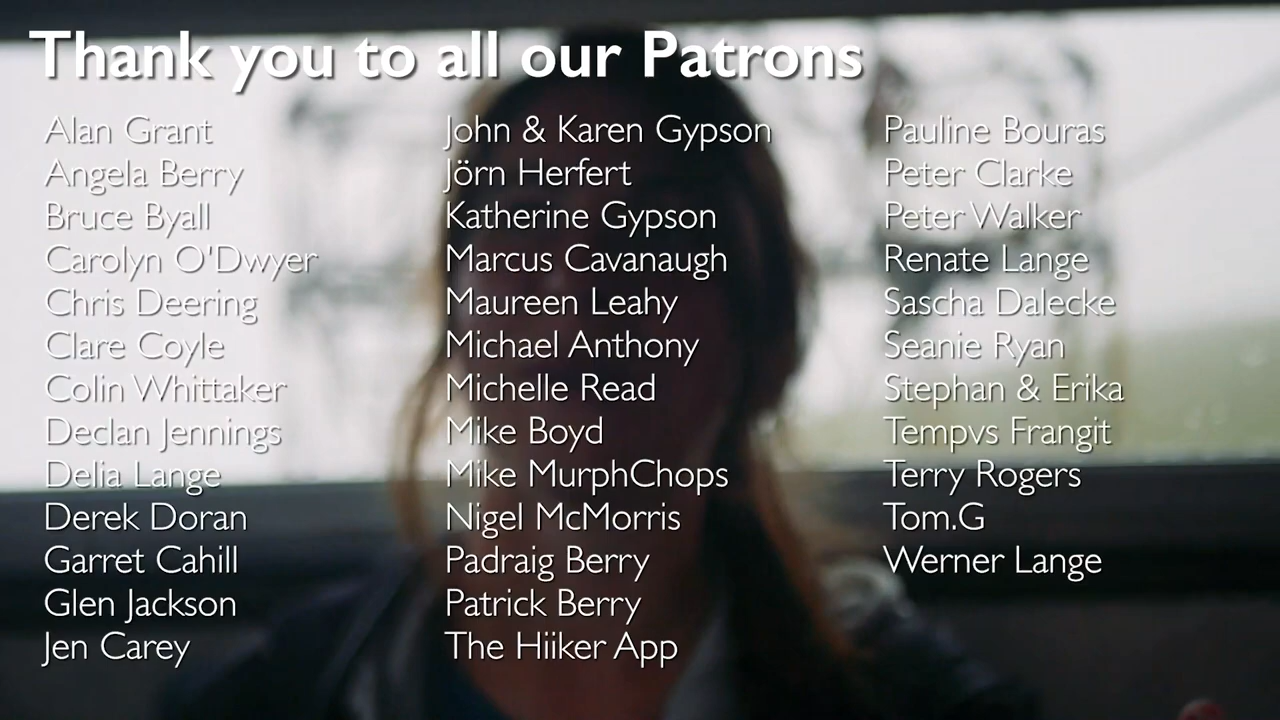 Thank you to all our Patrons
Alan Grant
Angela Berry
Bruce Byall
Carolyn O'Dwyer
Chris Deering
Clare Coyle
Colin Whittaker
Declan Jennings
Delia Lange
Derek Doran
Garret Cahill
Glen Jackson
Jen Carey
John & Karen Gypson
Jörn Herfert
Katherine Gypson
Marcus Cavanaugh
Maureen Leahy
Michael Anthony
Michelle Read
Mike Boyd
Mike MurphChops
Nigel McMorris
Padraig Berry
Patrick Berry
The Hiiker App
Pauline Bouras
Peter Clarke
Peter Walker
Renate Lange
Sascha Dalecke
Seanie Ryan
Stephan & Erika
Tempvs Frangit
Terry Rogers
Tom.G
Werner Lange